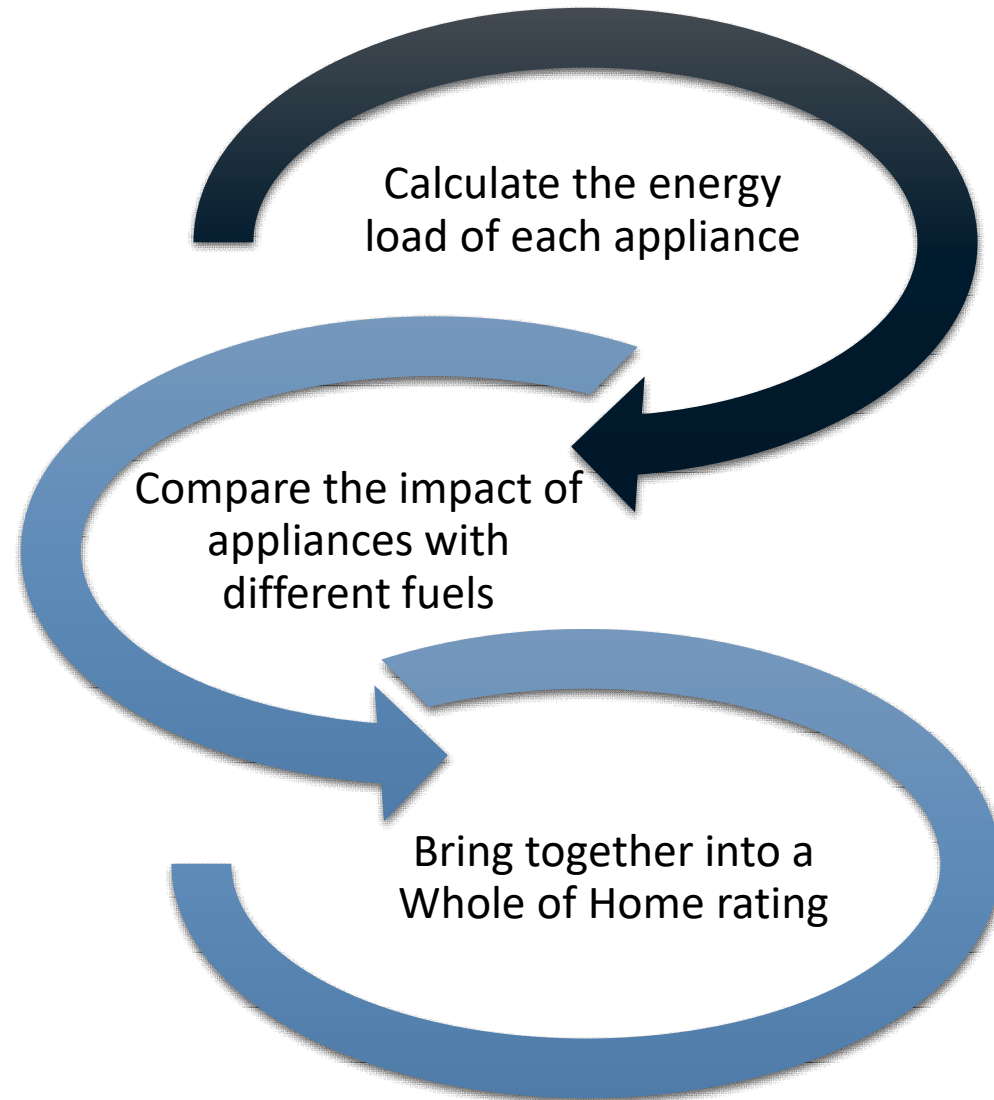 Calculate the energy
load of each appliance
Compare the impact of
appliances with
different fuels
Bring together into a
Whole of Home rating